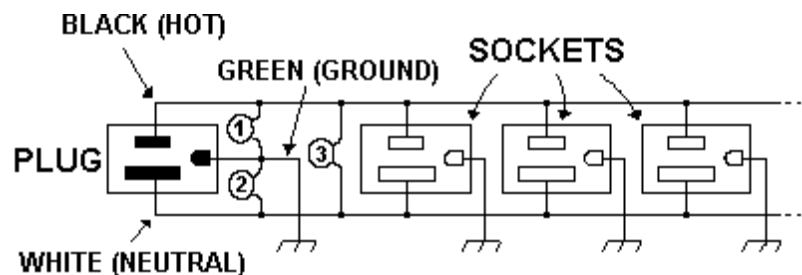 BLACK (HOT)
SOCKETS
GREEN (GROUND)
1
3
PLUG
2
WHITE (NEUTRAL)